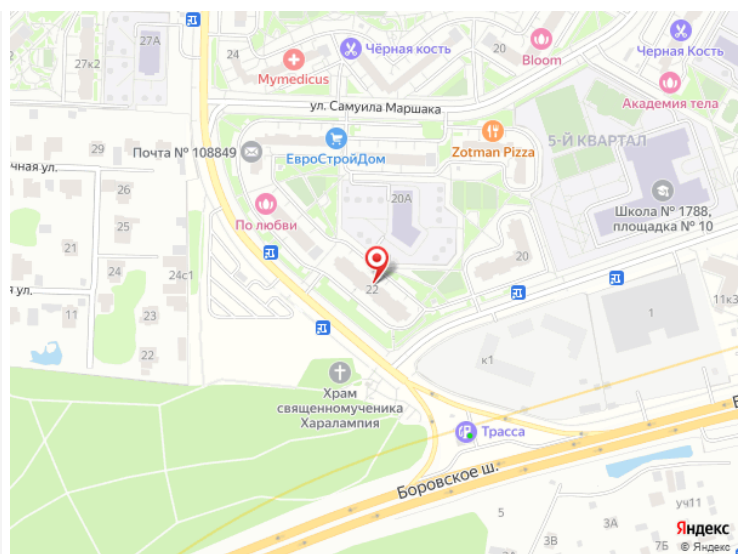 27А
27к2
24
Чёрная кость
20
Bloom
Черная Кость
Mymedicus
Академия тела
ул. Самуила Маршака
5-Й КВАРТАЛ
29
Почта № 108849
ЕвроСтройДом
Zotman Pizza
чная ул.
26
20А
Школа № 1788,
площадка № 10
По любви
21
24
24с1
20
я ул.
22
11к3
11
23
1
22
к1
Храм
священномученика
Харалампия
Трасса
Боровское ш.
Б
5
уч11
3А
3В
7Б
Яндекс
© Яндекс